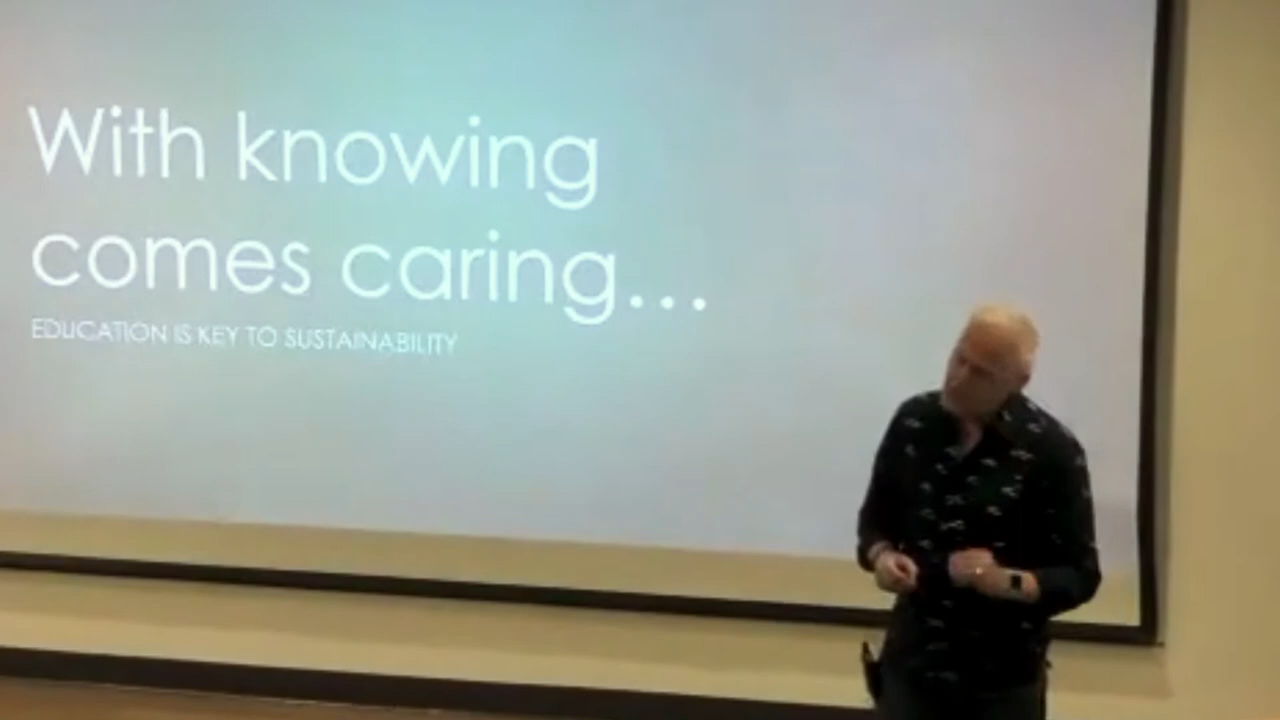 With knowing
comes caring...
EDUCATION IS KEY TO SUSTAINABILITY